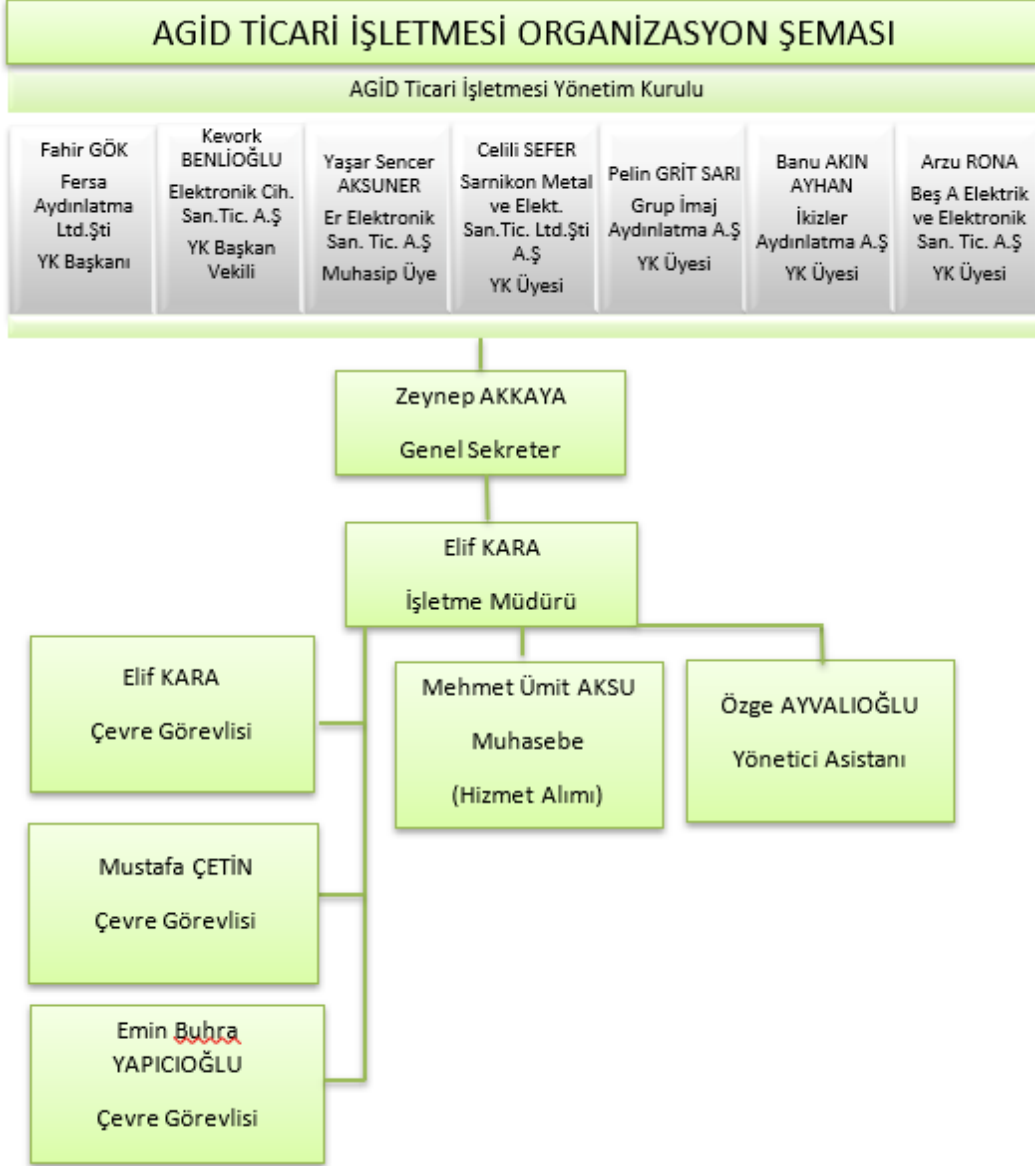 AGİD TİCARİ İŞLETMESİ ORGANİZASYON ŞEMASI
AGİD Ticari İşletmesi Yönetim Kurulu
Fahir GÖK
Fersa
Aydınlatma
Ltd.Şti
YK Başkanı
Kevork
BENLİOĞLU
Elektronik Cih.
San.Tic. A.Ş
YK Başkan
Vekili
Yaşar Sencer
AKSUNER
Er Elektronik
San. Tic. A.Ş
Muhasip Üye
Celili SEFER
Sarnikon Metal
ve Elekt.
San.Tic. Ltd.Şti
A.Ş
YK Üyesi
Pelin GRİT SARI
Grup İmaj
Aydınlatma A.Ş
YK Üyesi
Banu AKIN
AYHAN
İkizler
Aydınlatma A.Ş
YK Üyesi
Arzu RONA
Beş A Elektrik
ve Elektronik
San. Tic. A.Ş
YK Üyesi
Zeynep AKKAYA
Genel Sekreter
Elif KARA
İşletme Müdürü
Elif KARA
Çevre Görevlisi
Mehmet Ümit AKSU
Muhasebe
(Hizmet Alımı)
Özge AYVALIOĞLU
Yönetici Asistanı
Mustafa ÇETİN
Çevre Görevlisi
Emin Buhra
YAPICIOĞLU
Çevre Görevlisi